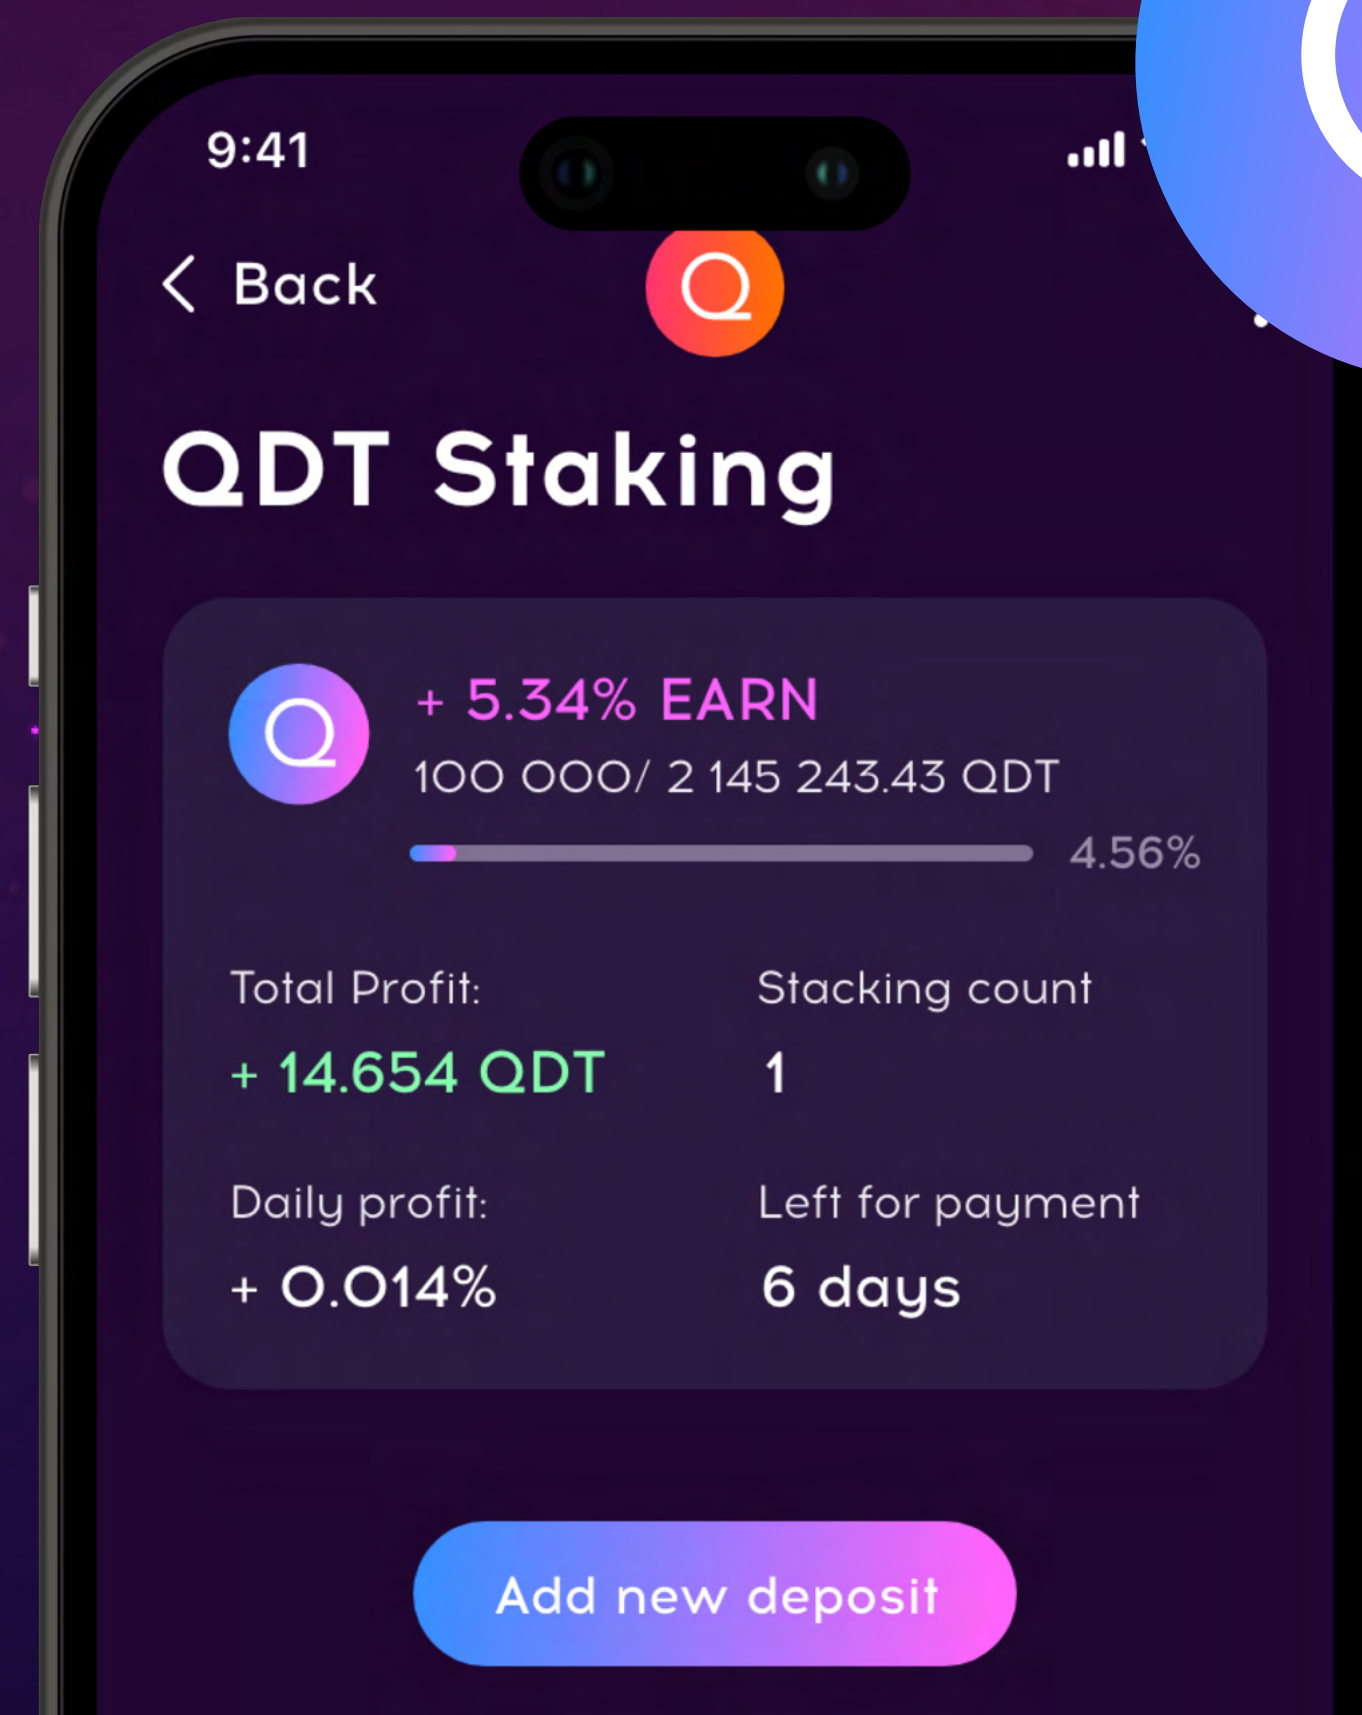 9:41
Back
QDT Staking
+ 5.34% EARN
100 000/ 2 145 243.43 QDT
4.56%
Total Profit:
Stacking count
+ 14.654 QDT
1
Daily profit:
Left for payment
+ 0.014%
6 days
Add new deposit